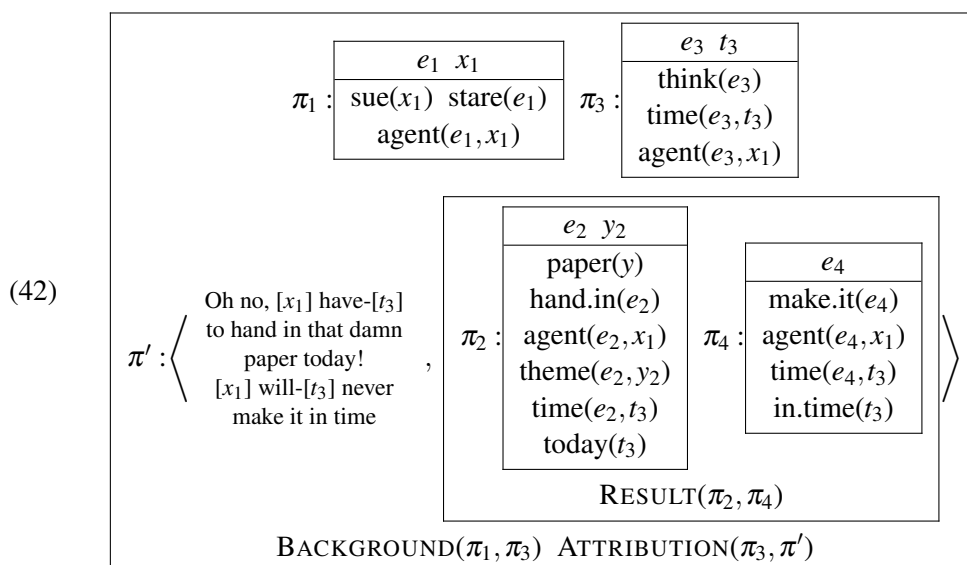 (42)
π₁ :
e₁ x₁
sue(x₁) stare(e₁)
agent(e₁,x₁)
π₃ :
e₃ t₃
think(e₃)
time(e₃,t₃)
agent(e₃,x₁)
π′ : ⟨
Oh no, [x₁] have-[t₃]
to hand in that damn
paper today!
[x₁] will-[t₃] never
make it in time
,
π₂ :
e₂ y₂
paper(y)
hand.in(e₂)
agent(e₂,x₁)
theme(e₂,y₂)
time(e₂,t₃)
today(t₃)
π₄ :
e₄
make.it(e₄)
agent(e₄,x₁)
time(e₄,t₃)
in.time(t₃)
RESULT(π₂,π₄)
⟩
BACKGROUND(π₁,π₃) ATTRIBUTION(π₃,π′)